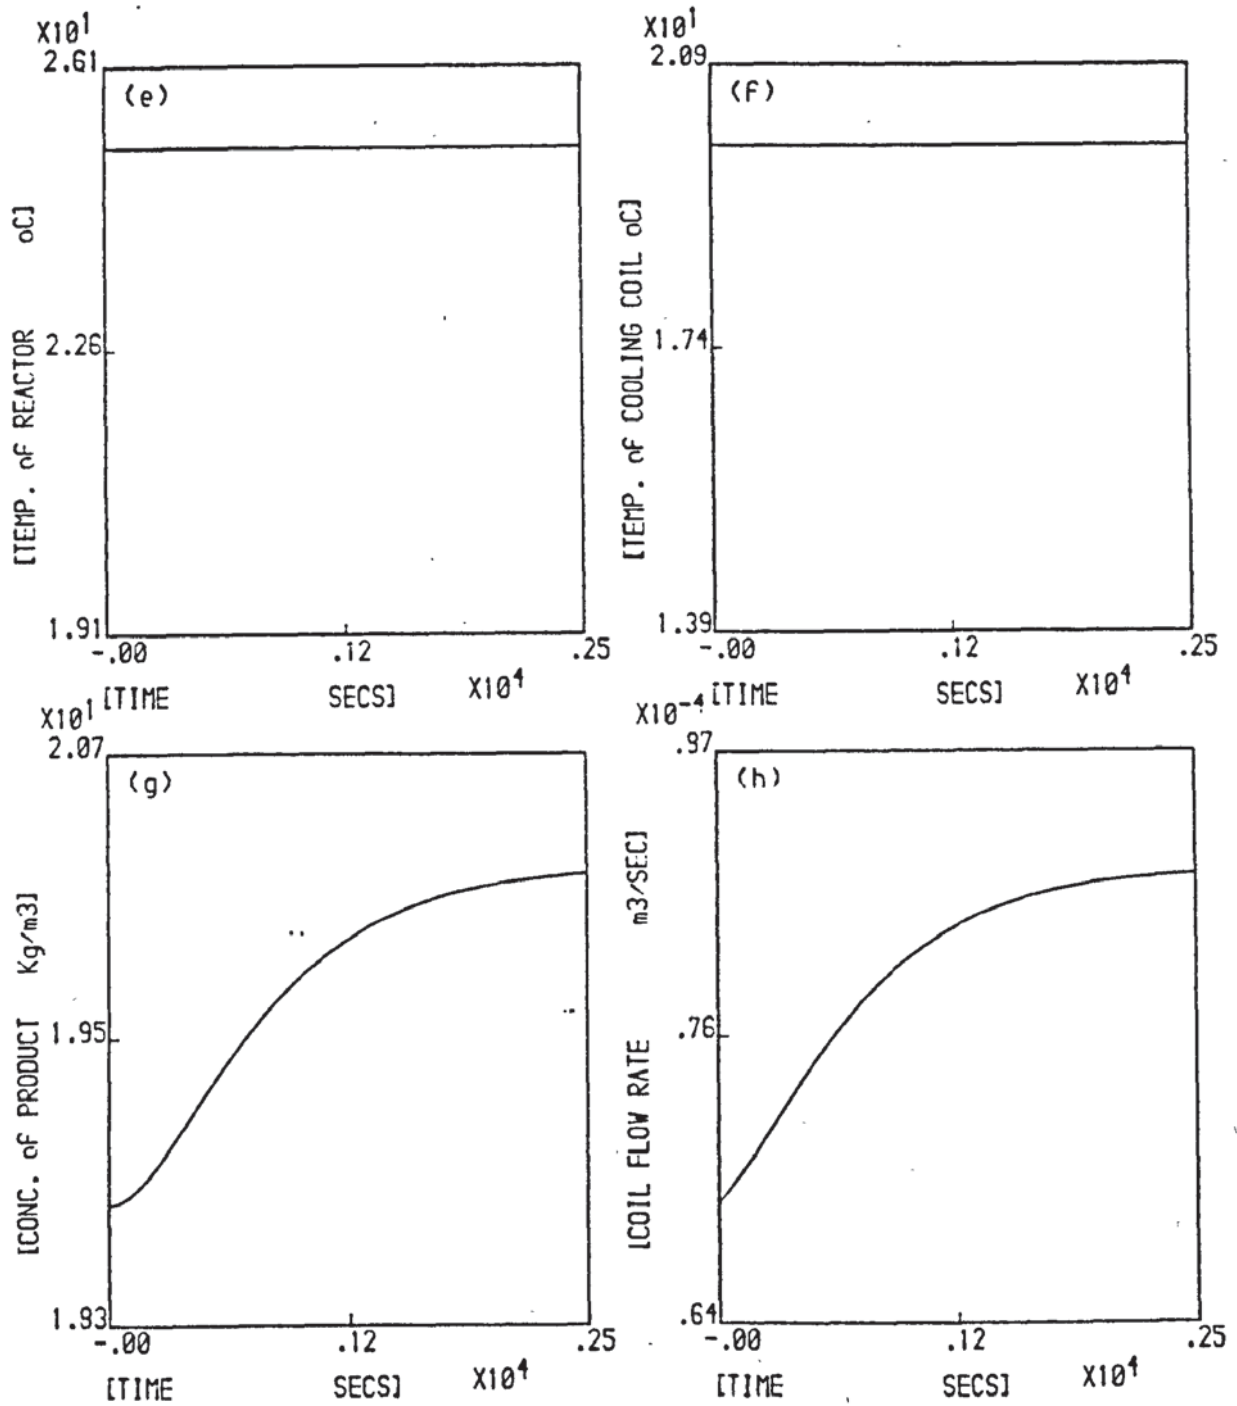 X10¹
2.61
(e)
[TEMP. of REACTOR oC]
2.26
1.91
-.00 .12 .25
[TIME SECS] X10⁴
X10¹
2.09
(f)
[TEMP. of COOLING COIL oC]
1.74
1.39
-.00 .12 .25
[TIME SECS] X10⁴
X10¹
2.07
(g)
[CONC. of PRODUCT Kg/m3]
1.95
1.83
-.00 .12 .25
[TIME SECS] X10⁴
X10⁻⁴
.97
(h)
[COIL FLOW RATE m3/SEC]
.76
.64
-.00 .12 .25
[TIME SECS] X10⁴